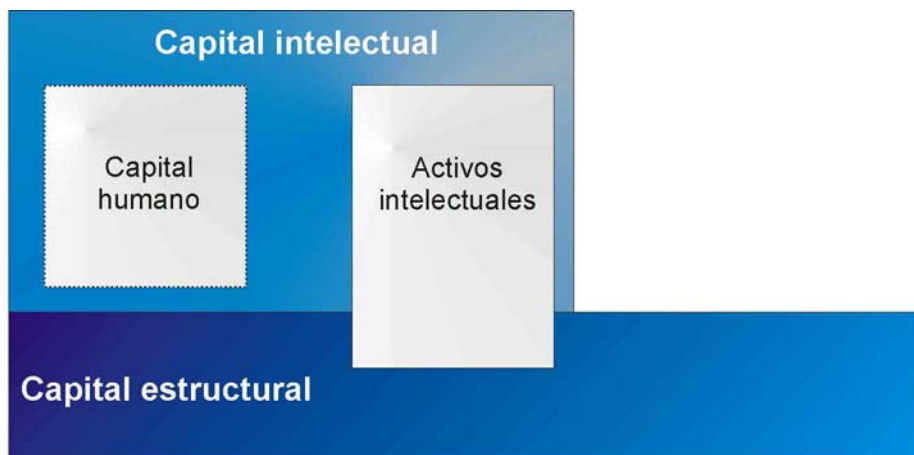 Capital intelectual
Capital
humano
Activos
intelectuales
Capital estructural